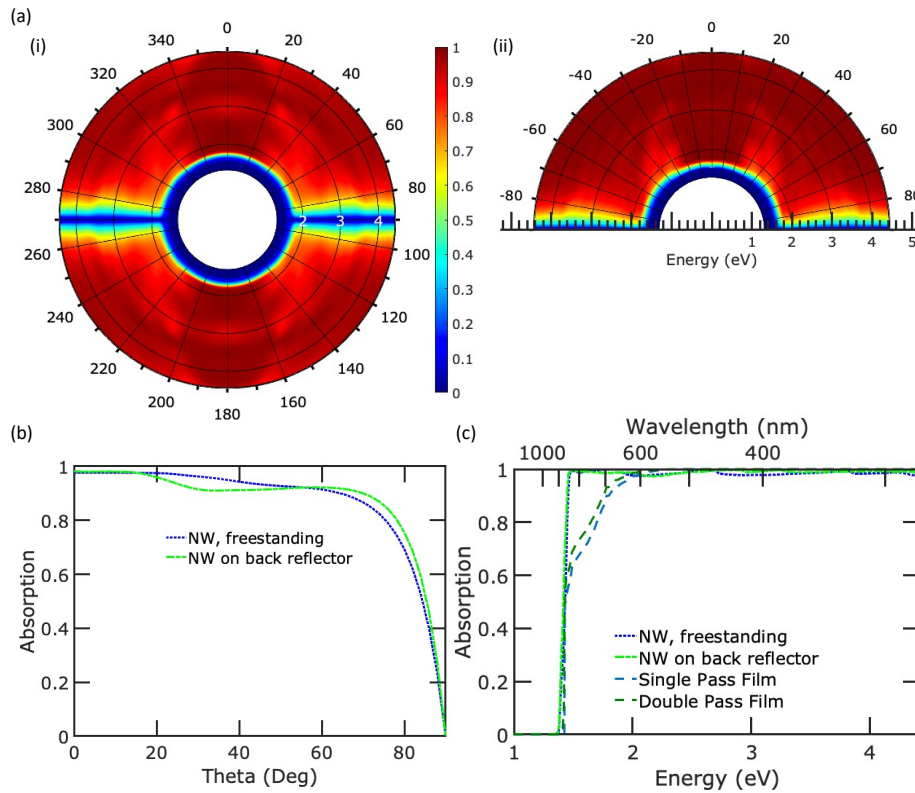 (a)
(i)
0
20
40
60
80
100
120
140
160
180
200
220
240
260
280
300
320
340
2 3 4
1
0.9
0.8
0.7
0.6
0.5
0.4
0.3
0.2
0.1
0
(ii)
-80
-60
-40
-20
0
20
40
60
80
1 2 3 4 5
Energy (eV)
(b)
Absorption
1
0.8
0.6
0.4
0.2
0
NW, freestanding
NW on back reflector
0 20 40 60 80
Theta (Deg)
(c)
Wavelength (nm)
1000 600 400
Absorption
1
0.8
0.6
0.4
0.2
0
NW, freestanding
NW on back reflector
Single Pass Film
Double Pass Film
1 2 3 4
Energy (eV)